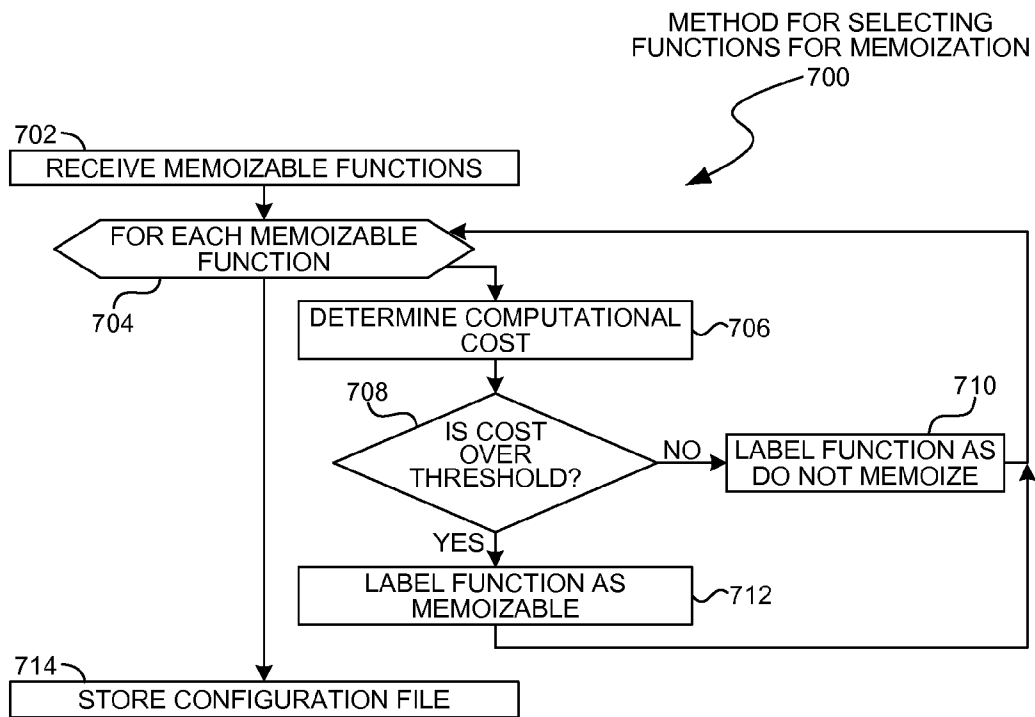 METHOD FOR SELECTING
FUNCTIONS FOR MEMOIZATION
700
702
RECEIVE MEMOIZABLE FUNCTIONS
FOR EACH MEMOIZABLE
FUNCTION
704
DETERMINE COMPUTATIONAL
COST
706
708
IS COST
OVER
THRESHOLD?
NO
710
LABEL FUNCTION AS
DO NOT MEMOIZE
YES
LABEL FUNCTION AS
MEMOIZABLE
712
714
STORE CONFIGURATION FILE